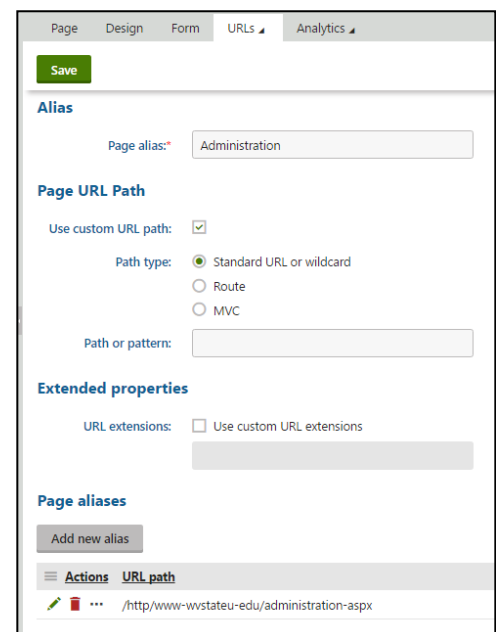 Page Design Form URLs Analytics
Save
Alias
Page alias:* Administration
Page URL Path
Use custom URL path:
Path type: Standard URL or wildcard
Route
MVC
Path or pattern:
Extended properties
URL extensions: Use custom URL extensions
Page aliases
Add new alias
Actions URL path
/http/www-wvstateu-edu/administration-aspx